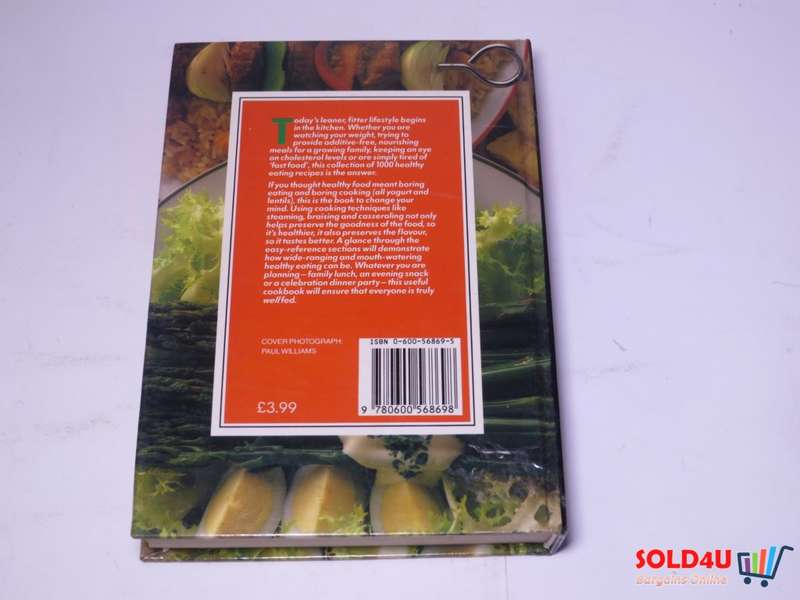 Today's leaner, fitter lifestyle begins
in the kitchen. Whether you are
watching your weight, trying to
provide additive-free, nourishing
meals for a growing family, keeping an eye
on cholesterol levels or are simply tired of
'fast food', this collection of 1000 healthy
eating recipes is the answer.
If you thought healthy food meant boring
eating and boring cooking (all yogurt and
lentils), this is the book to change your
mind. Using cooking techniques like
steaming, braising and casseroling not only
helps preserve the goodness of the food, so
it's healthier, it also preserves the flavour,
so it tastes better. A glance through the
easy-reference sections will demonstrate
how wide-ranging and mouth-watering
healthy eating can be. Whatever you are
planning – family lunch, an evening snack
or a celebration dinner party – this useful
cookbook will ensure that everyone is truly
well fed.
COVER PHOTOGRAPH:
PAUL WILLIAMS
ISBN 0-600-56869-5
£3.99
9 780600 568698
SOLD4U
Bargains Online